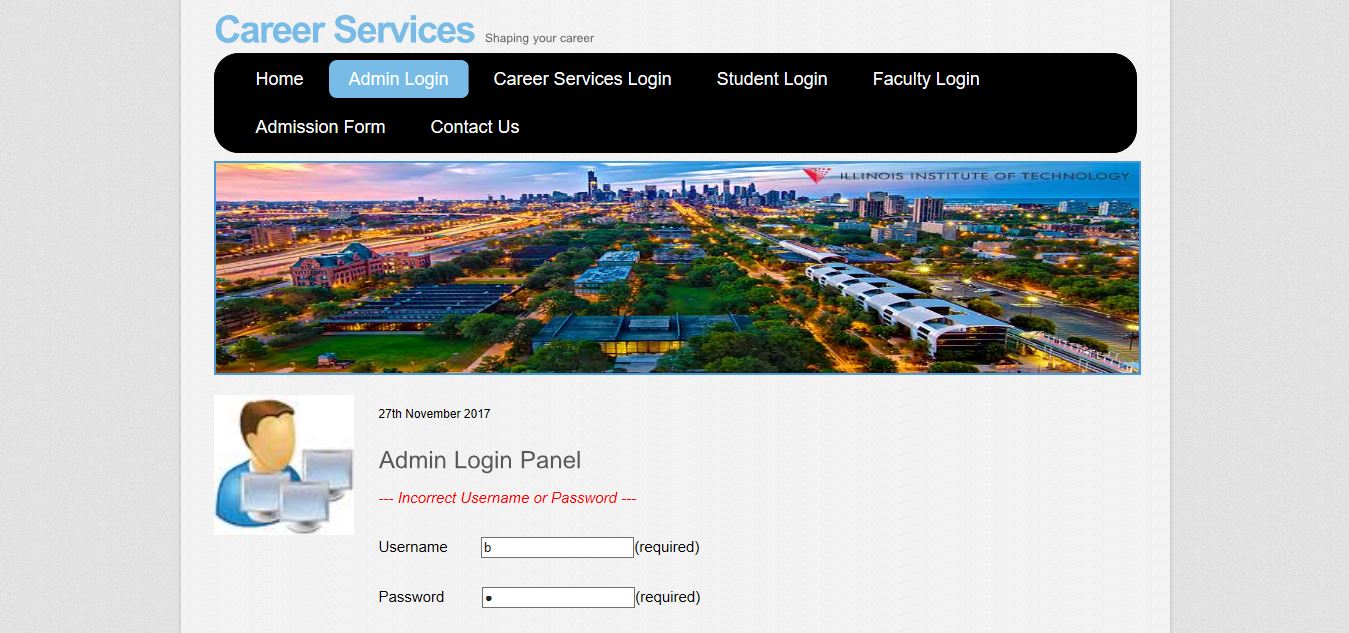 Career Services Shaping your career
Home Admin Login Career Services Login Student Login Faculty Login
Admission Form Contact Us
ILLINOIS INSTITUTE OF TECHNOLOGY
27th November 2017
Admin Login Panel
--- Incorrect Username or Password ---
Username b (required)
Password ● (required)